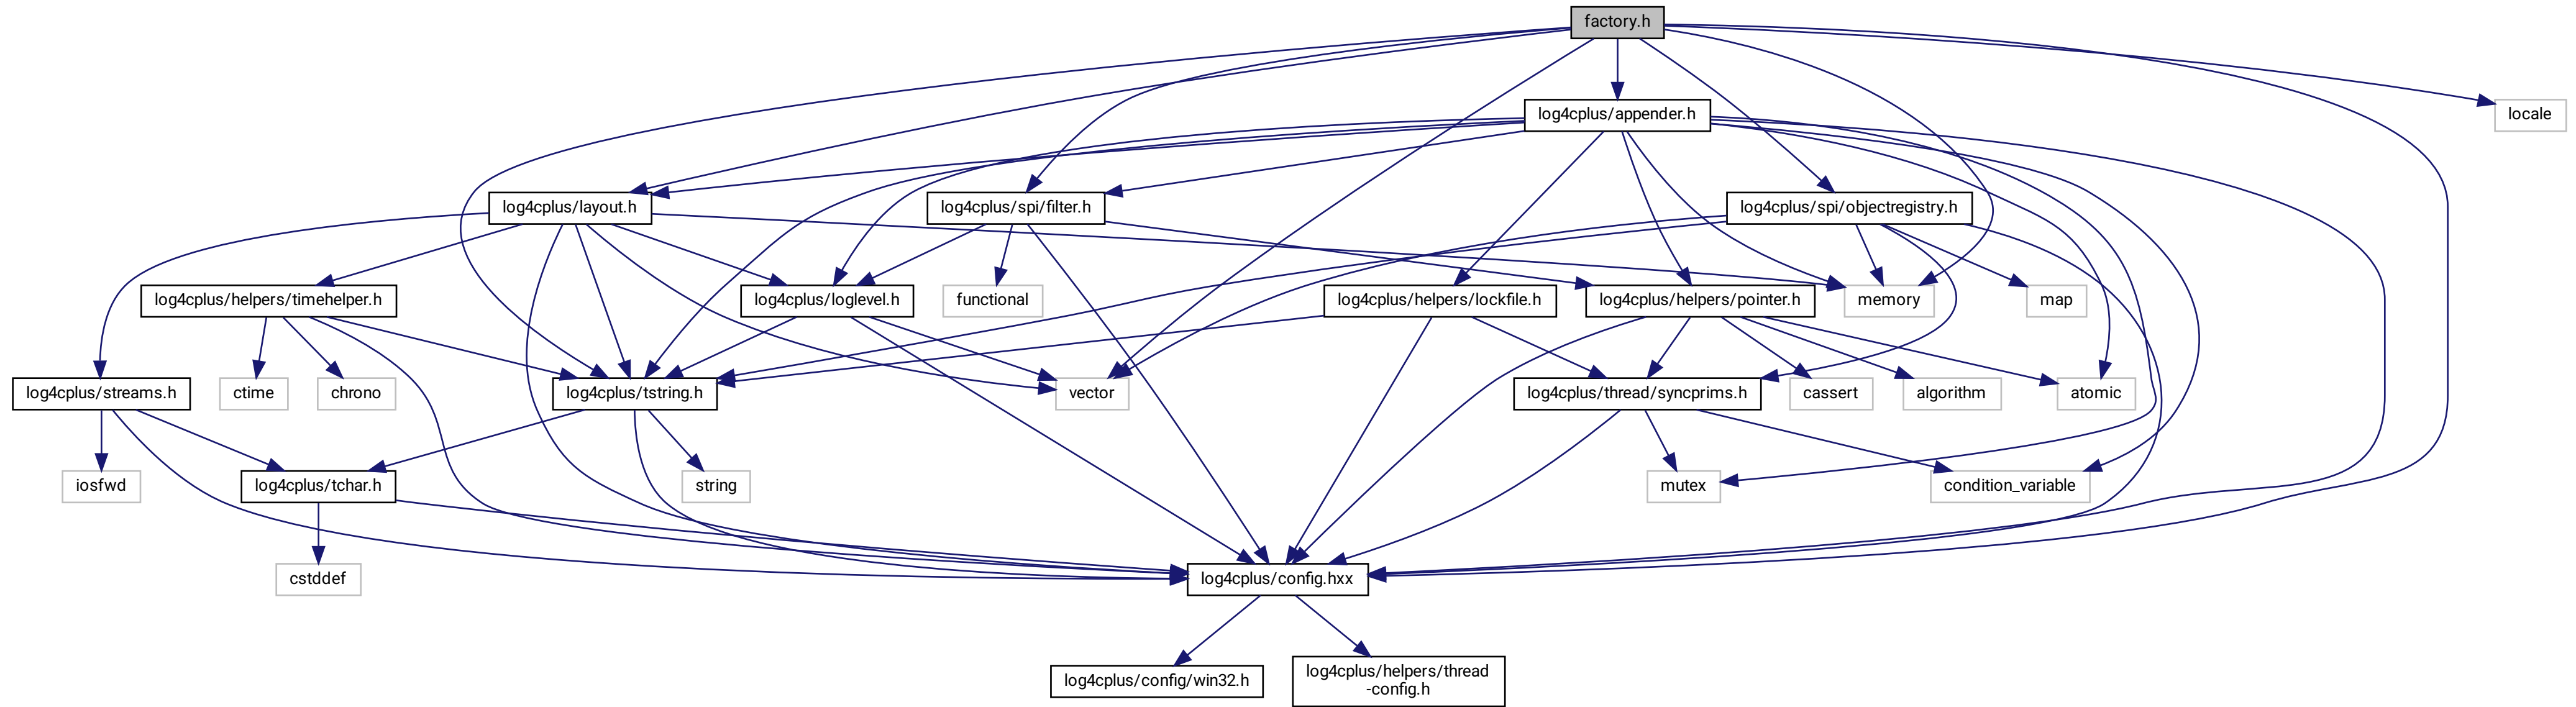 factory.h
log4cplus/appender.h
locale
log4cplus/layout.h
log4cplus/spi/filter.h
log4cplus/spi/objectregistry.h
log4cplus/helpers/timehelper.h
log4cplus/loglevel.h
functional
log4cplus/helpers/lockfile.h
log4cplus/helpers/pointer.h
memory
map
log4cplus/streams.h
ctime
chrono
log4cplus/tstring.h
vector
log4cplus/thread/syncprims.h
cassert
algorithm
atomic
iosfwd
log4cplus/tchar.h
string
mutex
condition_variable
cstddef
log4cplus/config.hxx
log4cplus/config/win32.h
log4cplus/helpers/thread
-config.h